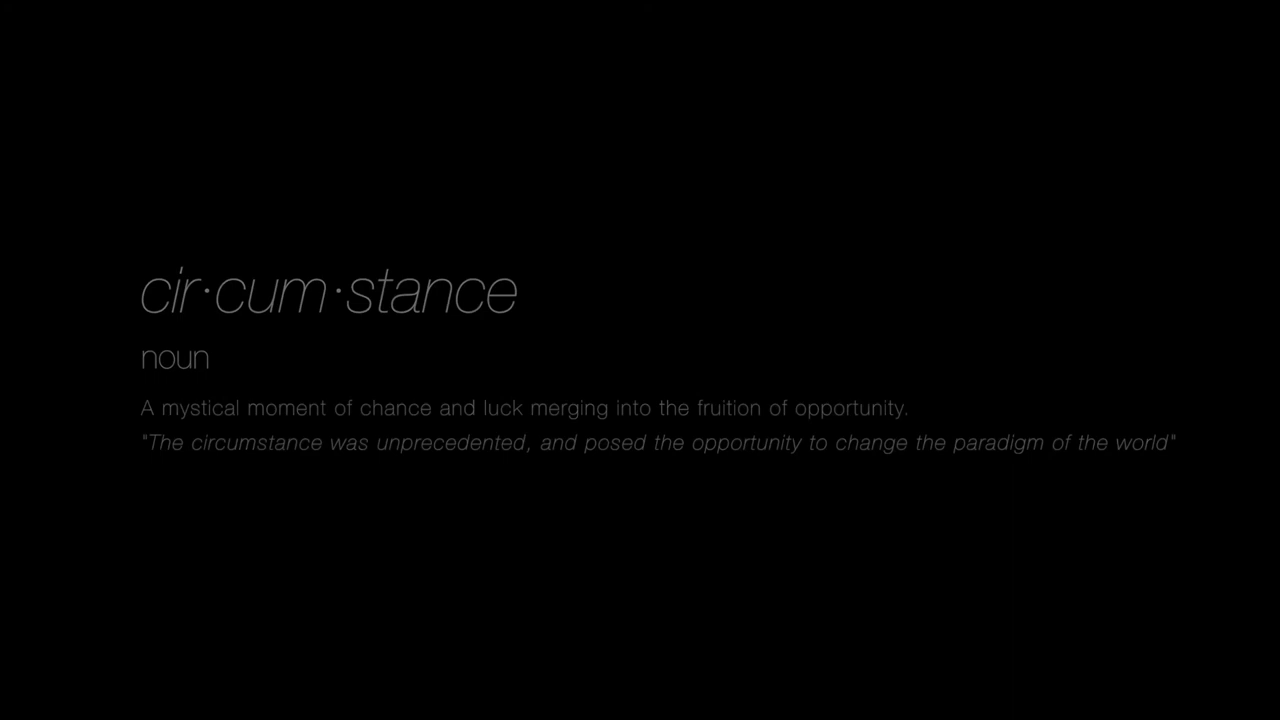 cir·cum·stance
noun
A mystical moment of chance and luck merging into the fruition of opportunity.
"The circumstance was unprecedented, and posed the opportunity to change the paradigm of the world"